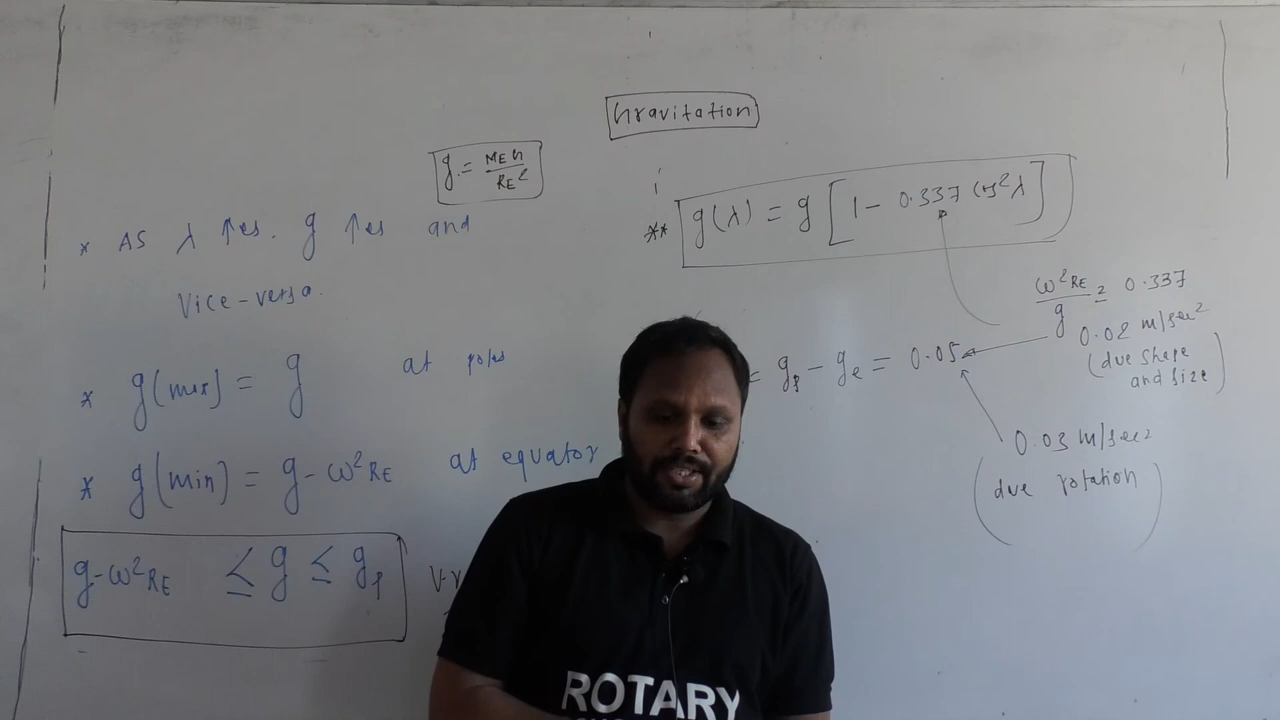 Gravitation
g = MEG/RE²
* As λ ↑es. g ↑es and
Vice-versa.
* g(max) = g at poles
* g(min) = g-ω²RE at equator
g-ω²RE ≤ g ≤ gp
** g(λ) = g [1 - 0.337 cos²λ]
ω²RE/g = 0.337
= gp - ge = 0.05
0.02 m/sec²
(due shape
and size)
0.03 m/sec²
(due rotation)
ROTARY